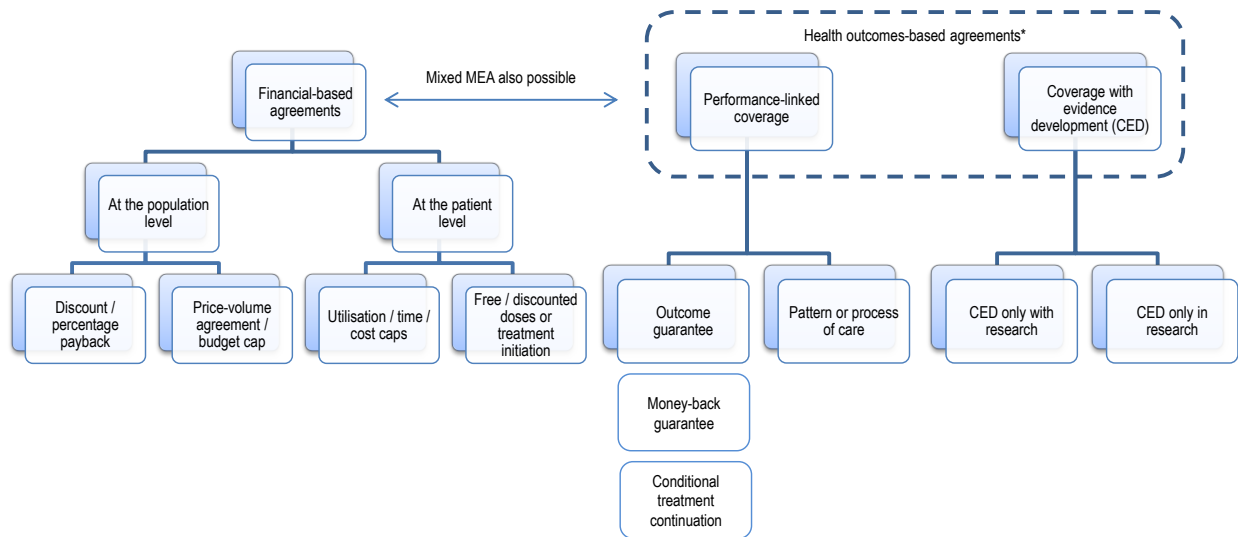 Health outcomes-based agreements*
Mixed MEA also possible
Financial-based
agreements
Performance-linked
coverage
Coverage with
evidence
development (CED)
At the population
level
At the patient
level
Discount /
percentage
payback
Price-volume
agreement /
budget cap
Utilisation / time /
cost caps
Free / discounted
doses or
treatment
initiation
Outcome
guarantee
Pattern or process
of care
CED only with
research
CED only in
research
Money-back
guarantee
Conditional
treatment
continuation